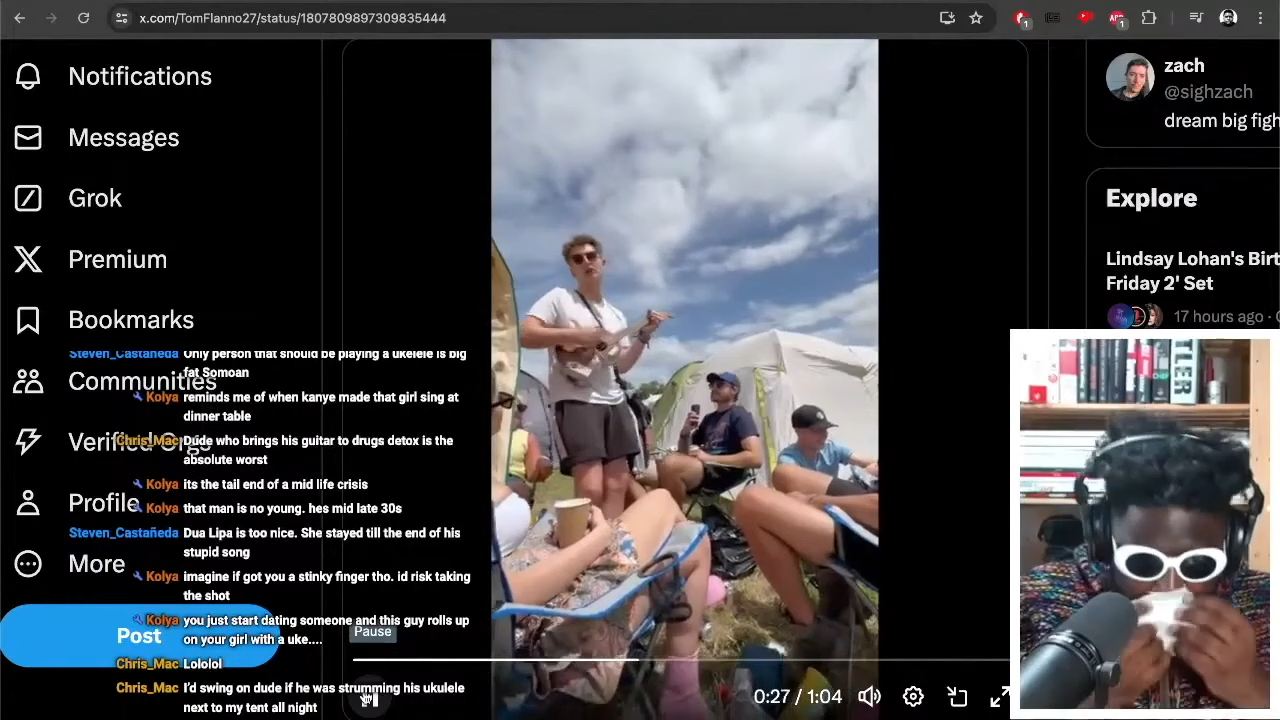 x.com/TomFlanno27/status/1807809897309835444
1
1
Notifications
Messages
Grok
Premium
Bookmarks
Communities
Verified Orgs
Profile
More
Post
Steven_Castañeda Only person that should be playing a ukelele is big
fat Somoan
Kolya reminds me of when kanye made that girl sing at
dinner table
Chris_Mac Dude who brings his guitar to drugs detox is the
absolute worst
Kolya its the tail end of a mid crisis
Kolya that man is no young. hes mid late 30s
Steven_Castañeda Dua Lipa is too nice. She stayed till the end of his
stupid song
Kolya imagine if got you a stinky finger tho. id risk taking
the shot
Kolya you just start dating someone and this guy rolls up
on your girl with a uke....
Chris_Mac Lololol
Chris_Mac I'd swing on dude if he was strumming his ukulele
next to my tent all night
Pause
0:27 / 1:04
zach
@sighzach
dream big figh
Explore
Lindsay Lohan's Birt
Friday 2' Set
17 hours ago ·